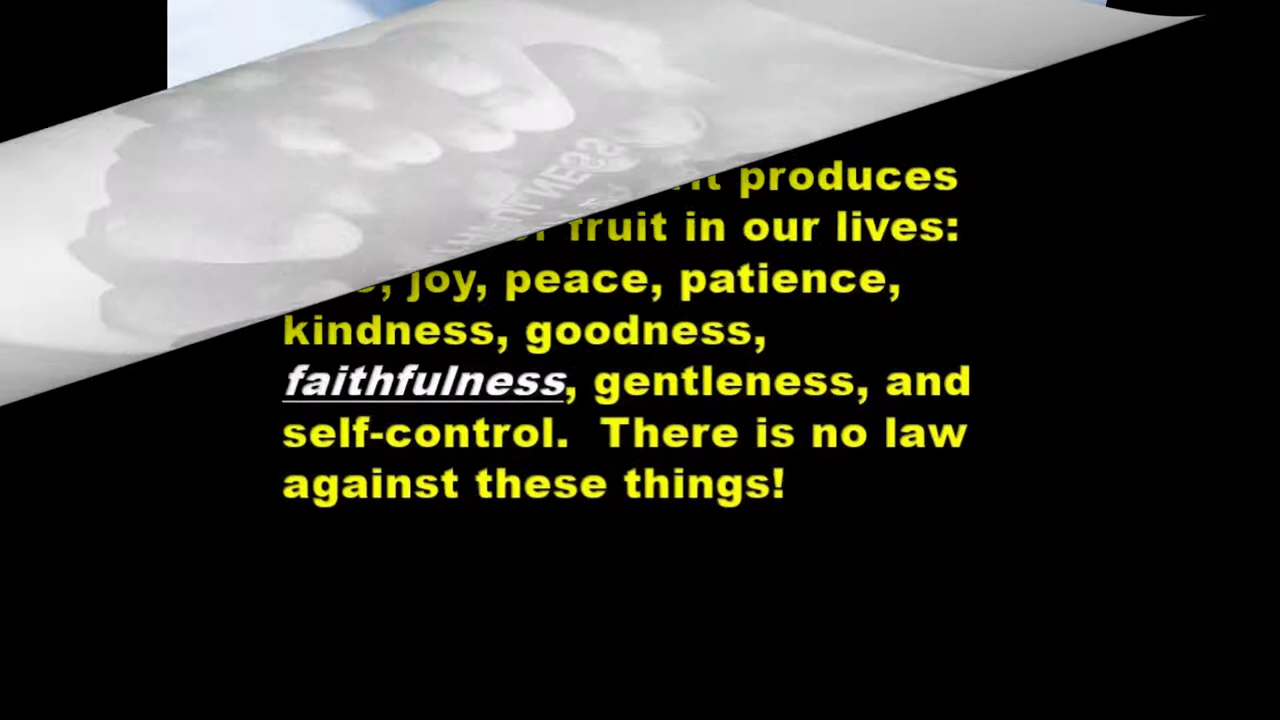 produces
fruit in our lives:
joy, peace, patience,
kindness, goodness,
faithfulness, gentleness, and
self-control. There is no law
against these things!